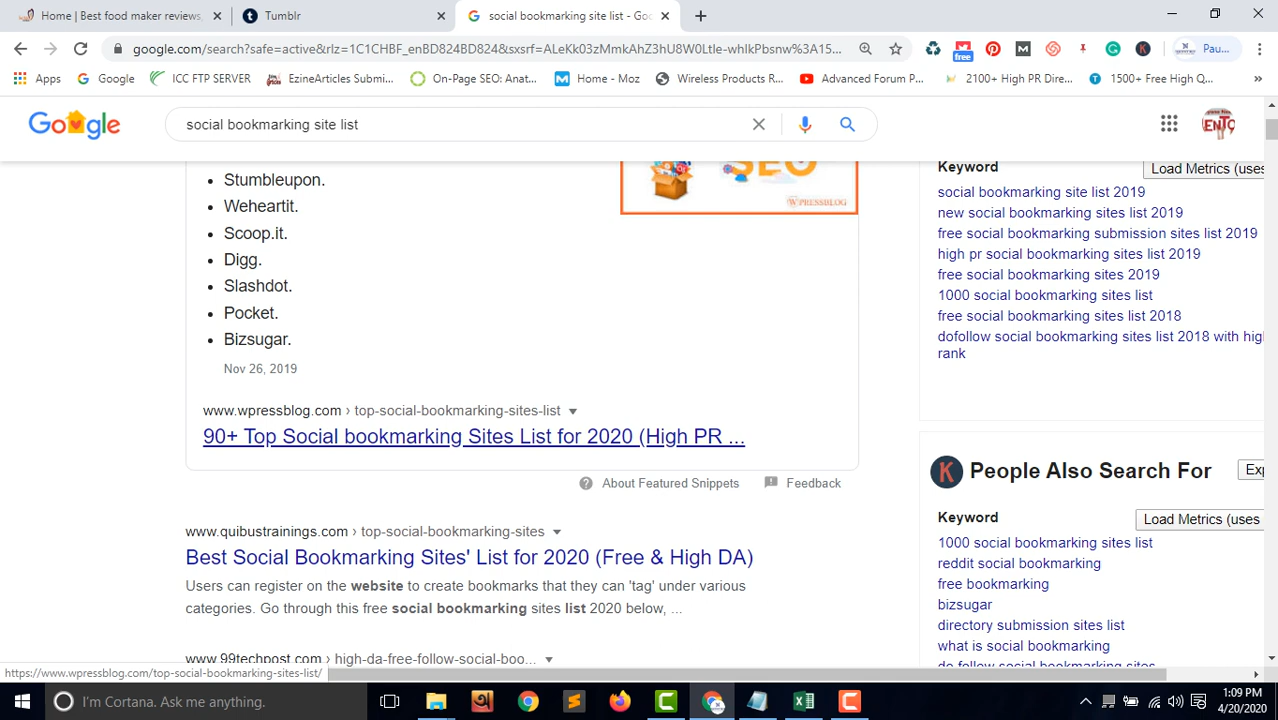 Home | Best food maker reviews,
Tumblr
social bookmarking site list - Goo
google.com/search?safe=active&rlz=1C1CHBF_enBD824BD824&sxsrf=ALeKk03zMmkAhZ3hU8W0Ltle-whIkPbsnw%3A15...
free
Pau...
Apps
Google
ICC FTP SERVER
EzineArticles Submi...
On-Page SEO: Anat...
Home - Moz
Wireless Products R...
Advanced Forum P...
2100+ High PR Dire...
1500+ Free High Q...
Google
social bookmarking site list
ENTO
Stumbleupon.
Weheartit.
Scoop.it.
Digg.
Slashdot.
Pocket.
Bizsugar.
Nov 26, 2019
SEO
WPRESSBLOG
www.wpressblog.com › top-social-bookmarking-sites-list
90+ Top Social bookmarking Sites List for 2020 (High PR ...
About Featured Snippets
Feedback
www.quibustrainings.com › top-social-bookmarking-sites
Best Social Bookmarking Sites' List for 2020 (Free & High DA)
Users can register on the website to create bookmarks that they can 'tag' under various
categories. Go through this free social bookmarking sites list 2020 below, ...
www.99techpost.com › high-da-free-follow-social-boo...
Keyword
Load Metrics (uses
social bookmarking site list 2019
new social bookmarking sites list 2019
free social bookmarking submission sites list 2019
high pr social bookmarking sites list 2019
free social bookmarking sites 2019
1000 social bookmarking sites list
free social bookmarking sites list 2018
dofollow social bookmarking sites list 2018 with high
rank
K People Also Search For
Exp
Keyword
Load Metrics (uses
1000 social bookmarking sites list
reddit social bookmarking
free bookmarking
bizsugar
directory submission sites list
what is social bookmarking
do follow social bookmarking sites
https://www.wpressblog.com/top-social-bookmarking-sites-list/
I'm Cortana. Ask me anything.
1:09 PM
4/20/2020